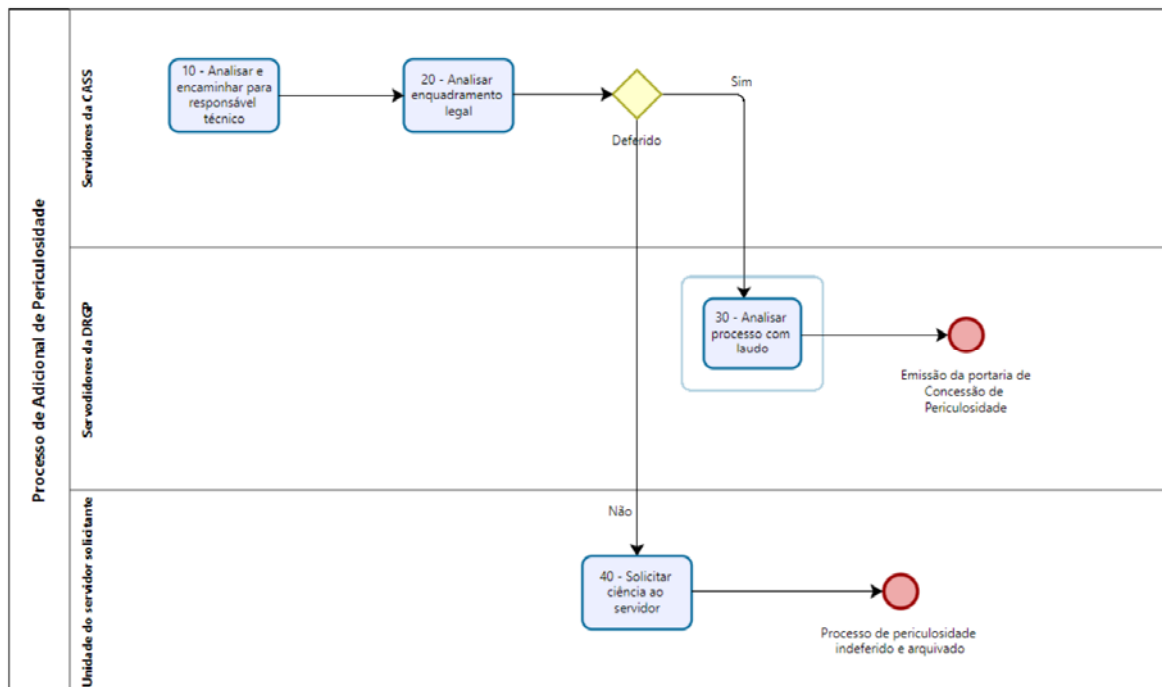 Processo de Adicional de Periculosidade
Servidores da CASS
10 - Analisar e
encaminhar para
responsável
técnico
20 - Analisar
enquadramento
legal
Deferido
Sim
Servodiidores da DRGP
30 - Analisar
processo com
laudo
Emissão da portaria de
Concessão de
Periculosidade
Unidade do servidor solicitante
Não
40 - Solicitar
ciência ao
servidor
Processo de periculosidade
indeferido e arquivado